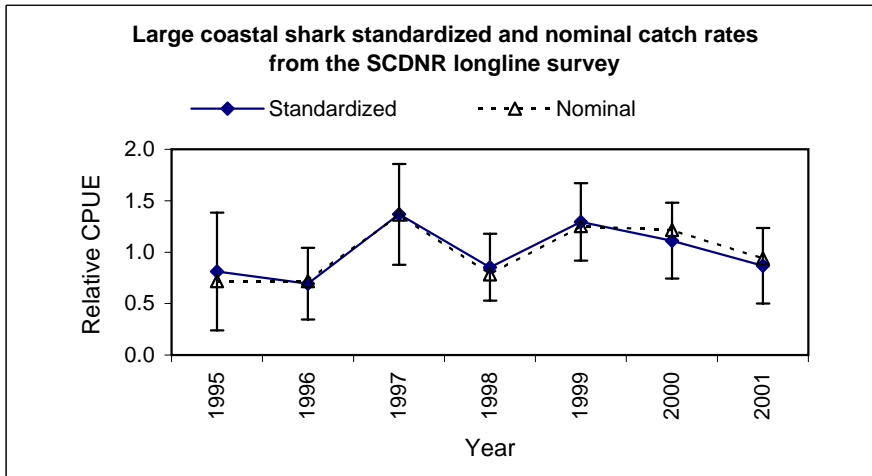 Large coastal shark standardized and nominal catch rates
from the SCDNR longline survey
Standardized Nominal
2.0
1.5
1.0
0.5
0.0
Relative CPUE
1995 1996 1997 1998 1999 2000 2001
Year